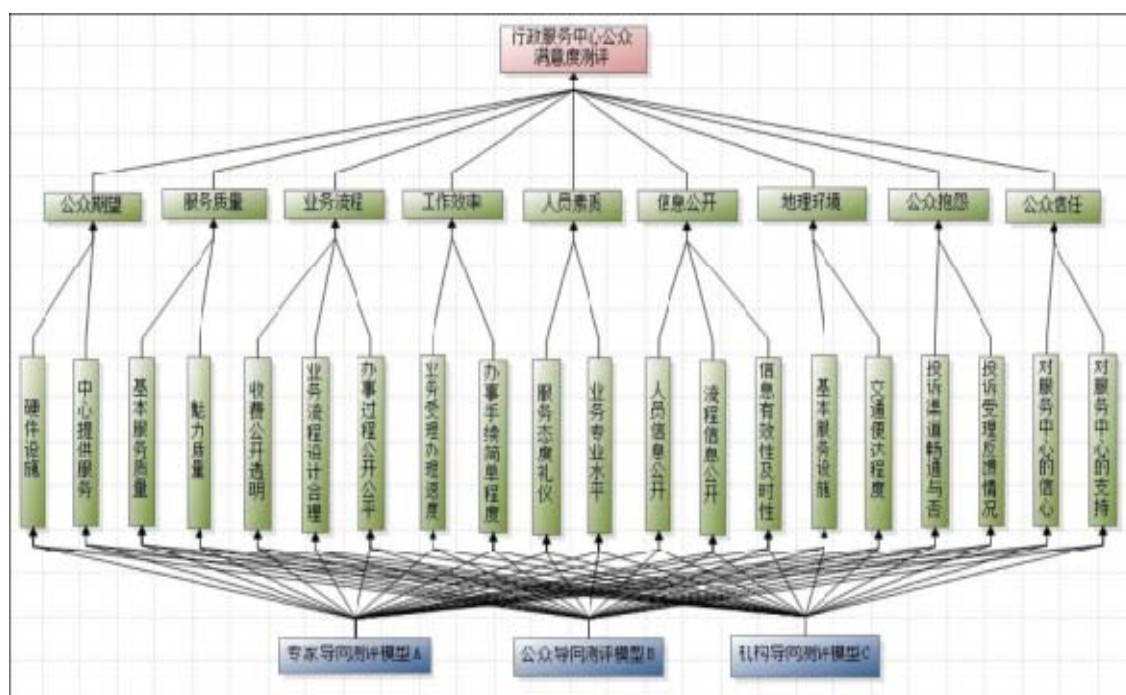 行政服务中心公众
满意度测评
公众期望
服务质量
业务流程
工作效率
人员素质
信息公开
地理环境
公众抱怨
公众信任
硬件设施
中心提供服务
基本服务质量
魅力质量
收费公开透明
业务流程设计合理
办事过程公开公平
业务受理办理速度
办事手续简单程度
服务态度礼仪
业务专业水平
人员信息公开
流程信息公开
信息有效性及时性
基本服务设施
交通便达程度
投诉渠道畅通与否
投诉受理反馈情况
对服务中心的信心
对服务中心的支持
专家导向测评模型A
公众导向测评模型B
机构导向测评模型C